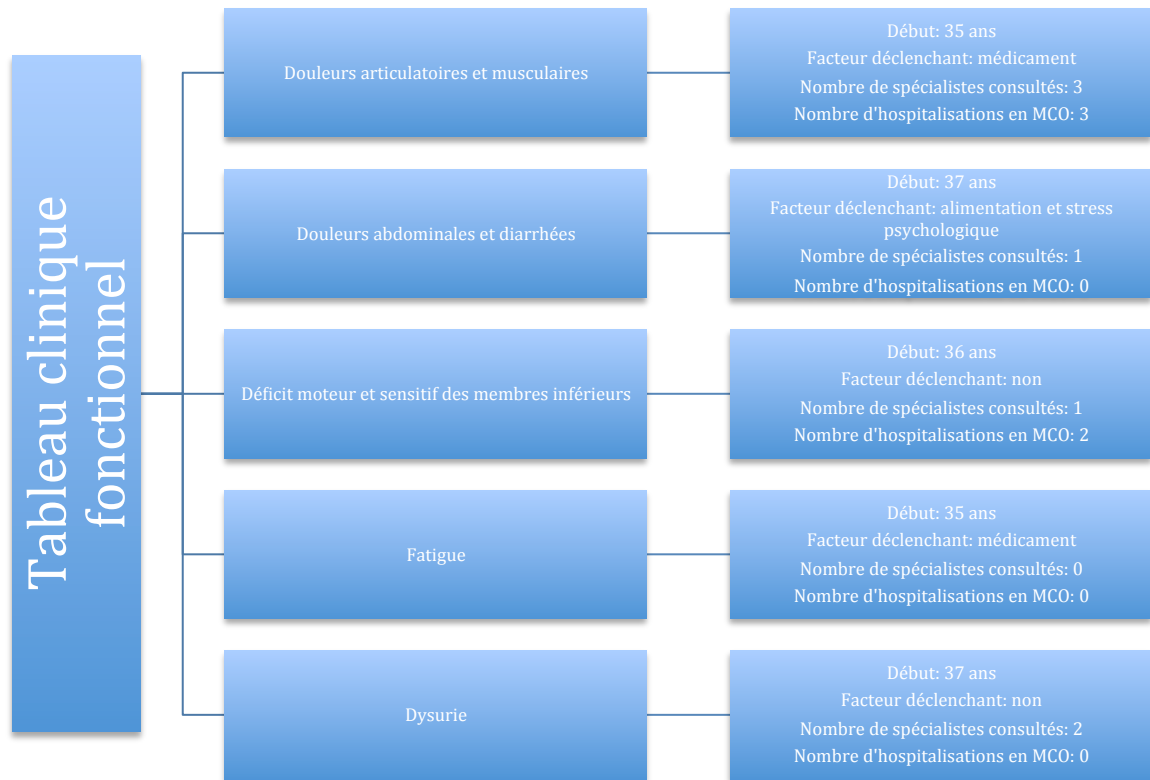 Tableau clinique
fonctionnel
Douleurs articulatoires et musculaires
Début: 35 ans
Facteur déclenchant: médicament
Nombre de spécialistes consultés: 3
Nombre d'hospitalisations en MCO: 3
Douleurs abdominales et diarrhées
Début: 37 ans
Facteur déclenchant: alimentation et stress
psychologique
Nombre de spécialistes consultés: 1
Nombre d'hospitalisations en MCO: 0
Déficit moteur et sensitif des membres inférieurs
Début: 36 ans
Facteur déclenchant: non
Nombre de spécialistes consultés: 1
Nombre d'hospitalisations en MCO: 2
Fatigue
Début: 35 ans
Facteur déclenchant: médicament
Nombre de spécialistes consultés: 0
Nombre d'hospitalisations en MCO: 0
Dysurie
Début: 37 ans
Facteur déclenchant: non
Nombre de spécialistes consultés: 2
Nombre d'hospitalisations en MCO: 0